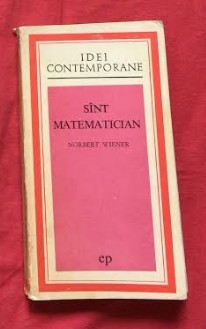 IDEI
CONTEMPORANE
SÎNT
MATEMATICIAN
NORBERT WIENER
ep